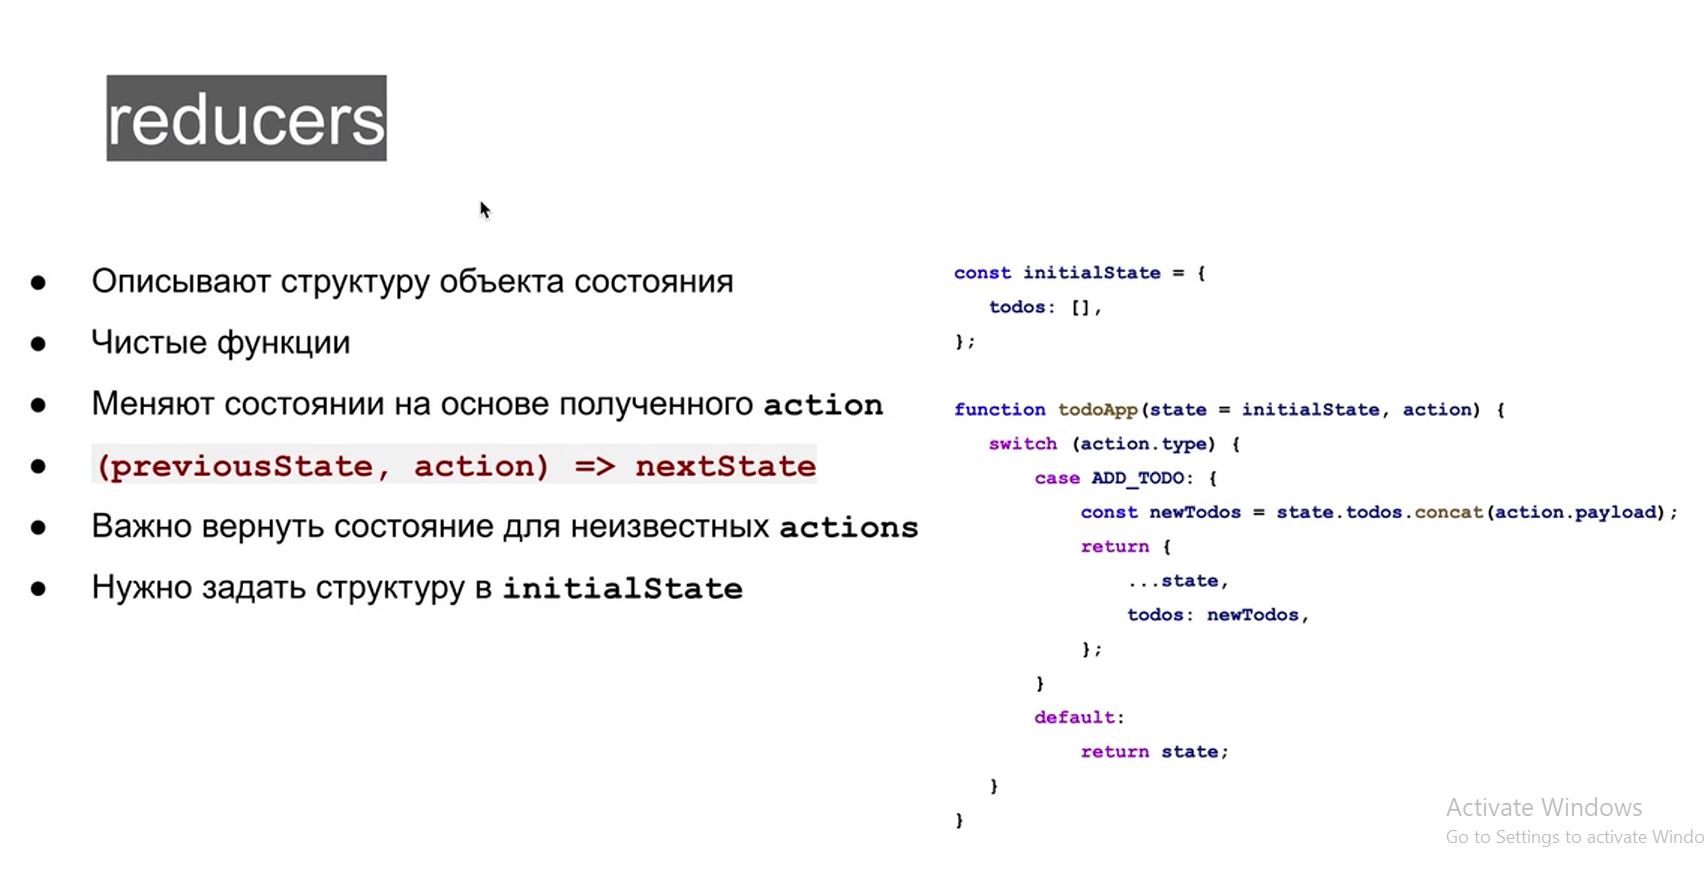 reducers
Описывают структуру объекта состояния
Чистые функции
Меняют состоянии на основе полученного action
(previousState, action) => nextState
Важно вернуть состояние для неизвестных actions
Нужно задать структуру в initialState
const initialState = {
todos: [],
};
function todoApp(state = initialState, action) {
switch (action.type) {
case ADD_TODO: {
const newTodos = state.todos.concat(action.payload);
return {
...state,
todos: newTodos,
};
}
default:
return state;
}
}
Activate Windows
Go to Settings to activate Windo